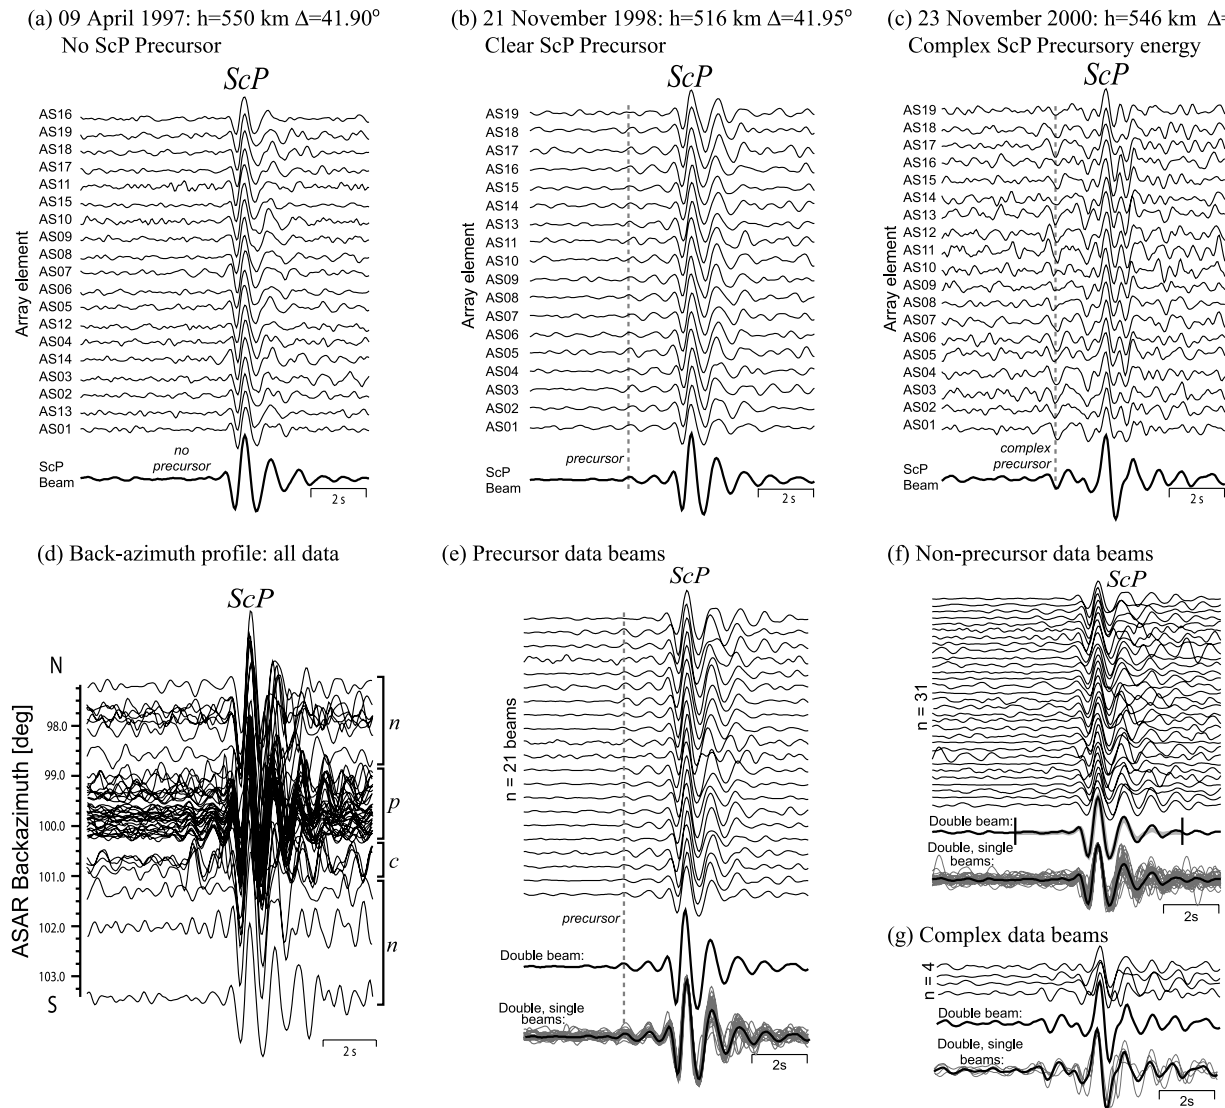 (a) 09 April 1997: h=550 km Δ=41.90°
No ScP Precursor
ScP
AS16
AS19
AS18
AS17
AS11
AS15
AS10
AS09
AS08
AS07
AS06
AS05
AS12
AS04
AS14
AS03
AS02
AS13
AS01
Array element
no
precursor
ScP
Beam
2 s
(b) 21 November 1998: h=516 km Δ=41.95°
Clear ScP Precursor
ScP
AS19
AS18
AS17
AS16
AS15
AS14
AS13
AS11
AS10
AS09
AS08
AS07
AS06
AS05
AS04
AS03
AS02
AS01
Array element
precursor
ScP
Beam
2 s
(c) 23 November 2000: h=546 km Δ=
Complex ScP Precursory energy
ScP
AS19
AS18
AS17
AS16
AS15
AS14
AS13
AS12
AS11
AS10
AS09
AS08
AS07
AS06
AS05
AS04
AS03
AS02
AS01
Array element
complex
precursor
ScP
Beam
2 s
(d) Back-azimuth profile: all data
ScP
N
98.0
99.0
100.0
101.0
102.0
103.0
S
ASAR Backazimuth [deg]
n
p
c
n
2 s
(e) Precursor data beams
ScP
n = 21 beams
precursor
Double beam:
Double, single
beams:
2s
(f) Non-precursor data beams
ScP
n = 31
Double beam:
Double, single
beams:
2s
(g) Complex data beams
n = 4
Double beam:
Double, single
beams:
2s